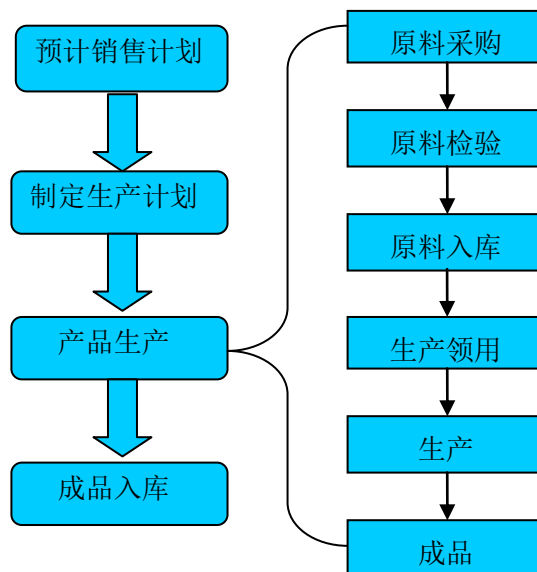 预计销售计划
制定生产计划
产品生产
成品入库
原料采购
原料检验
原料入库
生产领用
生产
成品